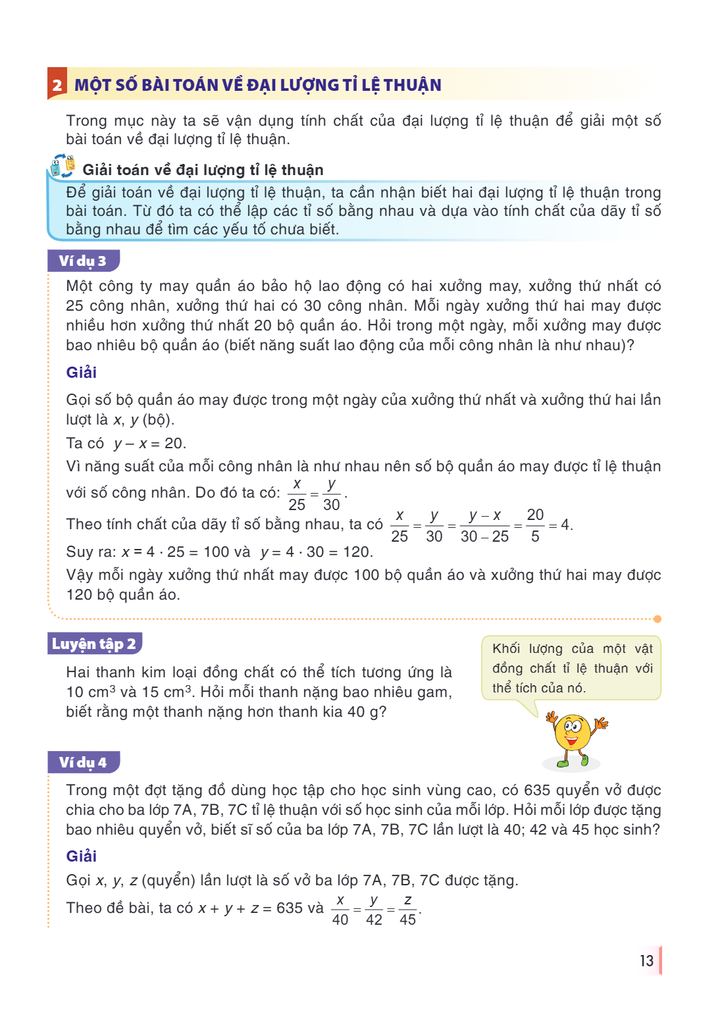 2 MỘT SỐ BÀI TOÁN VỀ ĐẠI LƯỢNG TỈ LỆ THUẬN
Trong mục này ta sẽ vận dụng tính chất của đại lượng tỉ lệ thuận để giải một số
bài toán về đại lượng tỉ lệ thuận.
Giải toán về đại lượng tỉ lệ thuận
Để giải toán về đại lượng tỉ lệ thuận, ta cần nhận biết hai đại lượng tỉ lệ thuận trong
bài toán. Từ đó ta có thể lập các tỉ số bằng nhau và dựa vào tính chất của dãy tỉ số
bằng nhau để tìm các yếu tố chưa biết.
Ví dụ 3
Một công ty may quần áo bảo hộ lao động có hai xưởng may, xưởng thứ nhất có
25 công nhân, xưởng thứ hai có 30 công nhân. Mỗi ngày xưởng thứ hai may được
nhiều hơn xưởng thứ nhất 20 bộ quần áo. Hỏi trong một ngày, mỗi xưởng may được
bao nhiêu bộ quần áo (biết năng suất lao động của mỗi công nhân là như nhau)?
Giải
Gọi số bộ quần áo may được trong một ngày của xưởng thứ nhất và xưởng thứ hai lần
lượt là x, y (bộ).
Ta có y – x = 20.
Vì năng suất của mỗi công nhân là như nhau nên số bộ quần áo may được tỉ lệ thuận
với số công nhân. Do đó ta có: x/25 = y/30.
Theo tính chất của dãy tỉ số bằng nhau, ta có x/25 = y/30 = (y – x)/(30 – 25) = 20/5 = 4.
Suy ra: x = 4 · 25 = 100 và y = 4 · 30 = 120.
Vậy mỗi ngày xưởng thứ nhất may được 100 bộ quần áo và xưởng thứ hai may được
120 bộ quần áo.
Luyện tập 2
Hai thanh kim loại đồng chất có thể tích tương ứng là
10 cm³ và 15 cm³. Hỏi mỗi thanh nặng bao nhiêu gam,
biết rằng một thanh nặng hơn thanh kia 40 g?
Khối lượng của một vật
đồng chất tỉ lệ thuận với
thể tích của nó.
Ví dụ 4
Trong một đợt tặng đồ dùng học tập cho học sinh vùng cao, có 635 quyển vở được
chia cho ba lớp 7A, 7B, 7C tỉ lệ thuận với số học sinh của mỗi lớp. Hỏi mỗi lớp được tặng
bao nhiêu quyển vở, biết sĩ số của ba lớp 7A, 7B, 7C lần lượt là 40; 42 và 45 học sinh?
Giải
Gọi x, y, z (quyển) lần lượt là số vở ba lớp 7A, 7B, 7C được tặng.
Theo đề bài, ta có x + y + z = 635 và x/40 = y/42 = z/45.
13